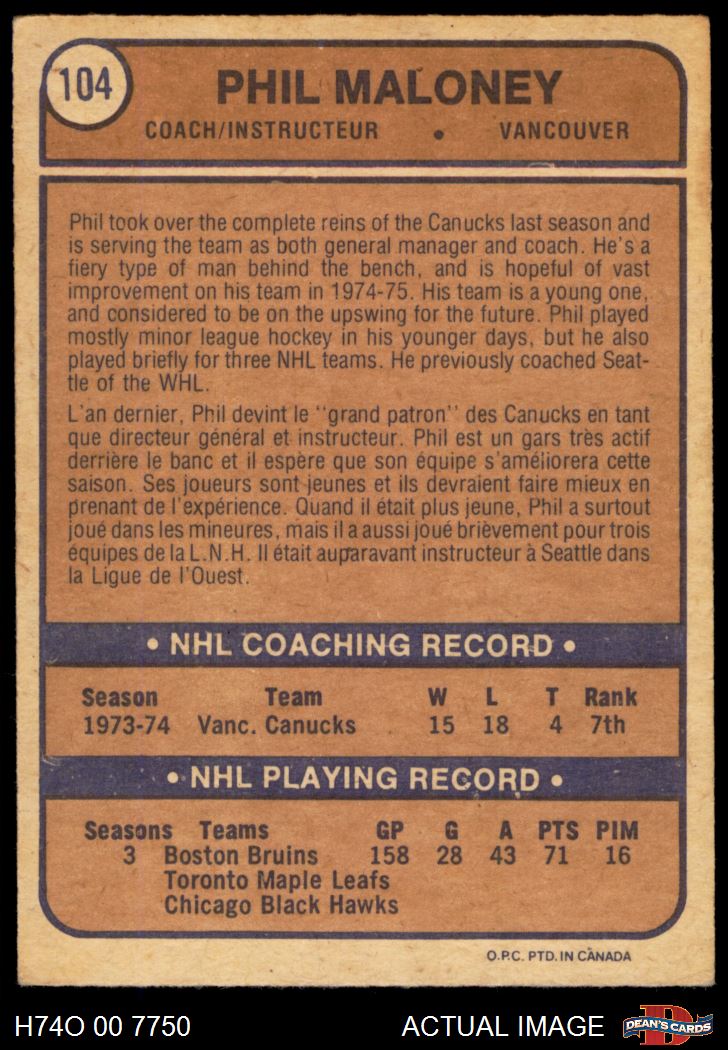 104
PHIL MALONEY
COACH/INSTRUCTEUR • VANCOUVER
Phil took over the complete reins of the Canucks last season and
is serving the team as both general manager and coach. He's a
fiery type of man behind the bench, and is hopeful of vast
improvement on his team in 1974-75. His team is a young one,
and considered to be on the upswing for the future. Phil played
mostly minor league hockey in his younger days, but he also
played briefly for three NHL teams. He previously coached Seat-
tle of the WHL.
L'an dernier, Phil devint le "grand patron" des Canucks en tant
que directeur général et instructeur. Phil est un gars très actif
derrière le banc et il espère que son équipe s'améliorera cette
saison. Ses joueurs sont jeunes et ils devraient faire mieux en
prenant de l'expérience. Quand il était plus jeune, Phil a surtout
joué dans les mineures, mais il a aussi joué brièvement pour trois
équipes de la L.N.H. Il était auparavant instructeur à Seattle dans
la Ligue de l'Ouest.
• NHL COACHING RECORD •
Season Team W L T Rank
1973-74 Vanc. Canucks 15 18 4 7th
• NHL PLAYING RECORD •
Seasons Teams GP G A PTS PIM
3 Boston Bruins 158 28 43 71 16
Toronto Maple Leafs
Chicago Black Hawks
O.P.C. PTD. IN CANADA
H74O 00 7750 ACTUAL IMAGE D DEAN'S CARDS